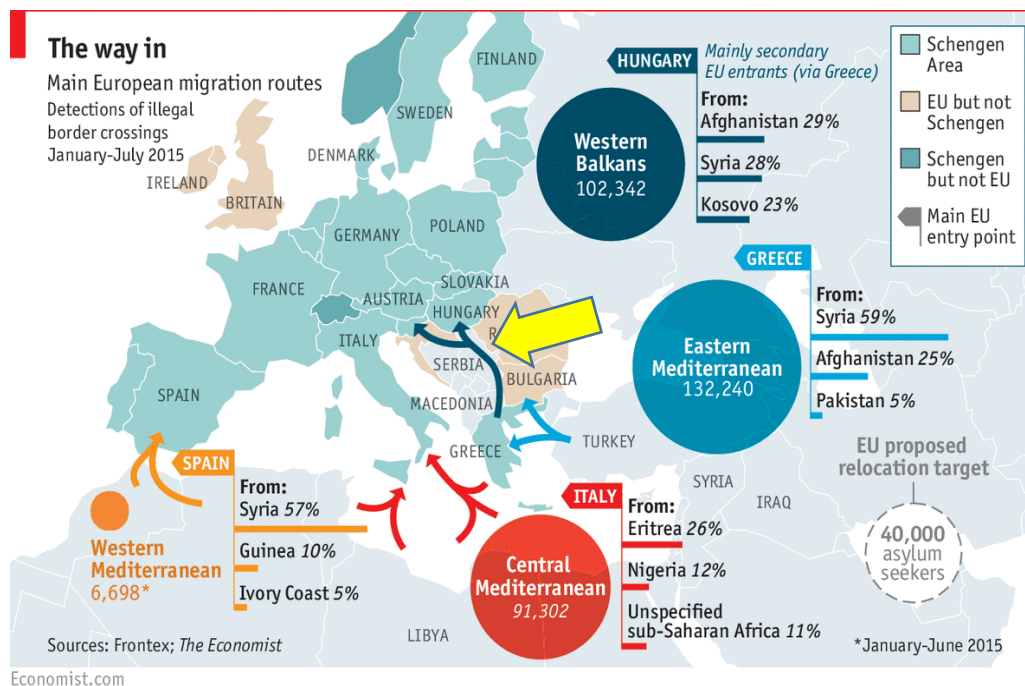 The way in
Main European migration routes
Detections of illegal
border crossings
January-July 2015
FINLAND
SWEDEN
DENMARK
IRELAND
BRITAIN
POLAND
GERMANY
FRANCE
SLOVAKIA
AUSTRIA
HUNGARY
ITALY
R
SERBIA
BULGARIA
SPAIN
MACEDONIA
GREECE
TURKEY
SYRIA
IRAQ
LIBYA
HUNGARY
Mainly secondary
EU entrants (via Greece)
Western
Balkans
102,342
From:
Afghanistan 29%
Syria 28%
Kosovo 23%
Schengen
Area
EU but not
Schengen
Schengen
but not EU
Main EU
entry point
GREECE
Eastern
Mediterranean
132,240
From:
Syria 59%
Afghanistan 25%
Pakistan 5%
EU proposed
relocation target
40,000
asylum
seekers
SPAIN
Western
Mediterranean
6,698*
From:
Syria 57%
Guinea 10%
Ivory Coast 5%
ITALY
Central
Mediterranean
91,302
From:
Eritrea 26%
Nigeria 12%
Unspecified
sub-Saharan Africa 11%
Sources: Frontex; The Economist
*January-June 2015
Economist.com